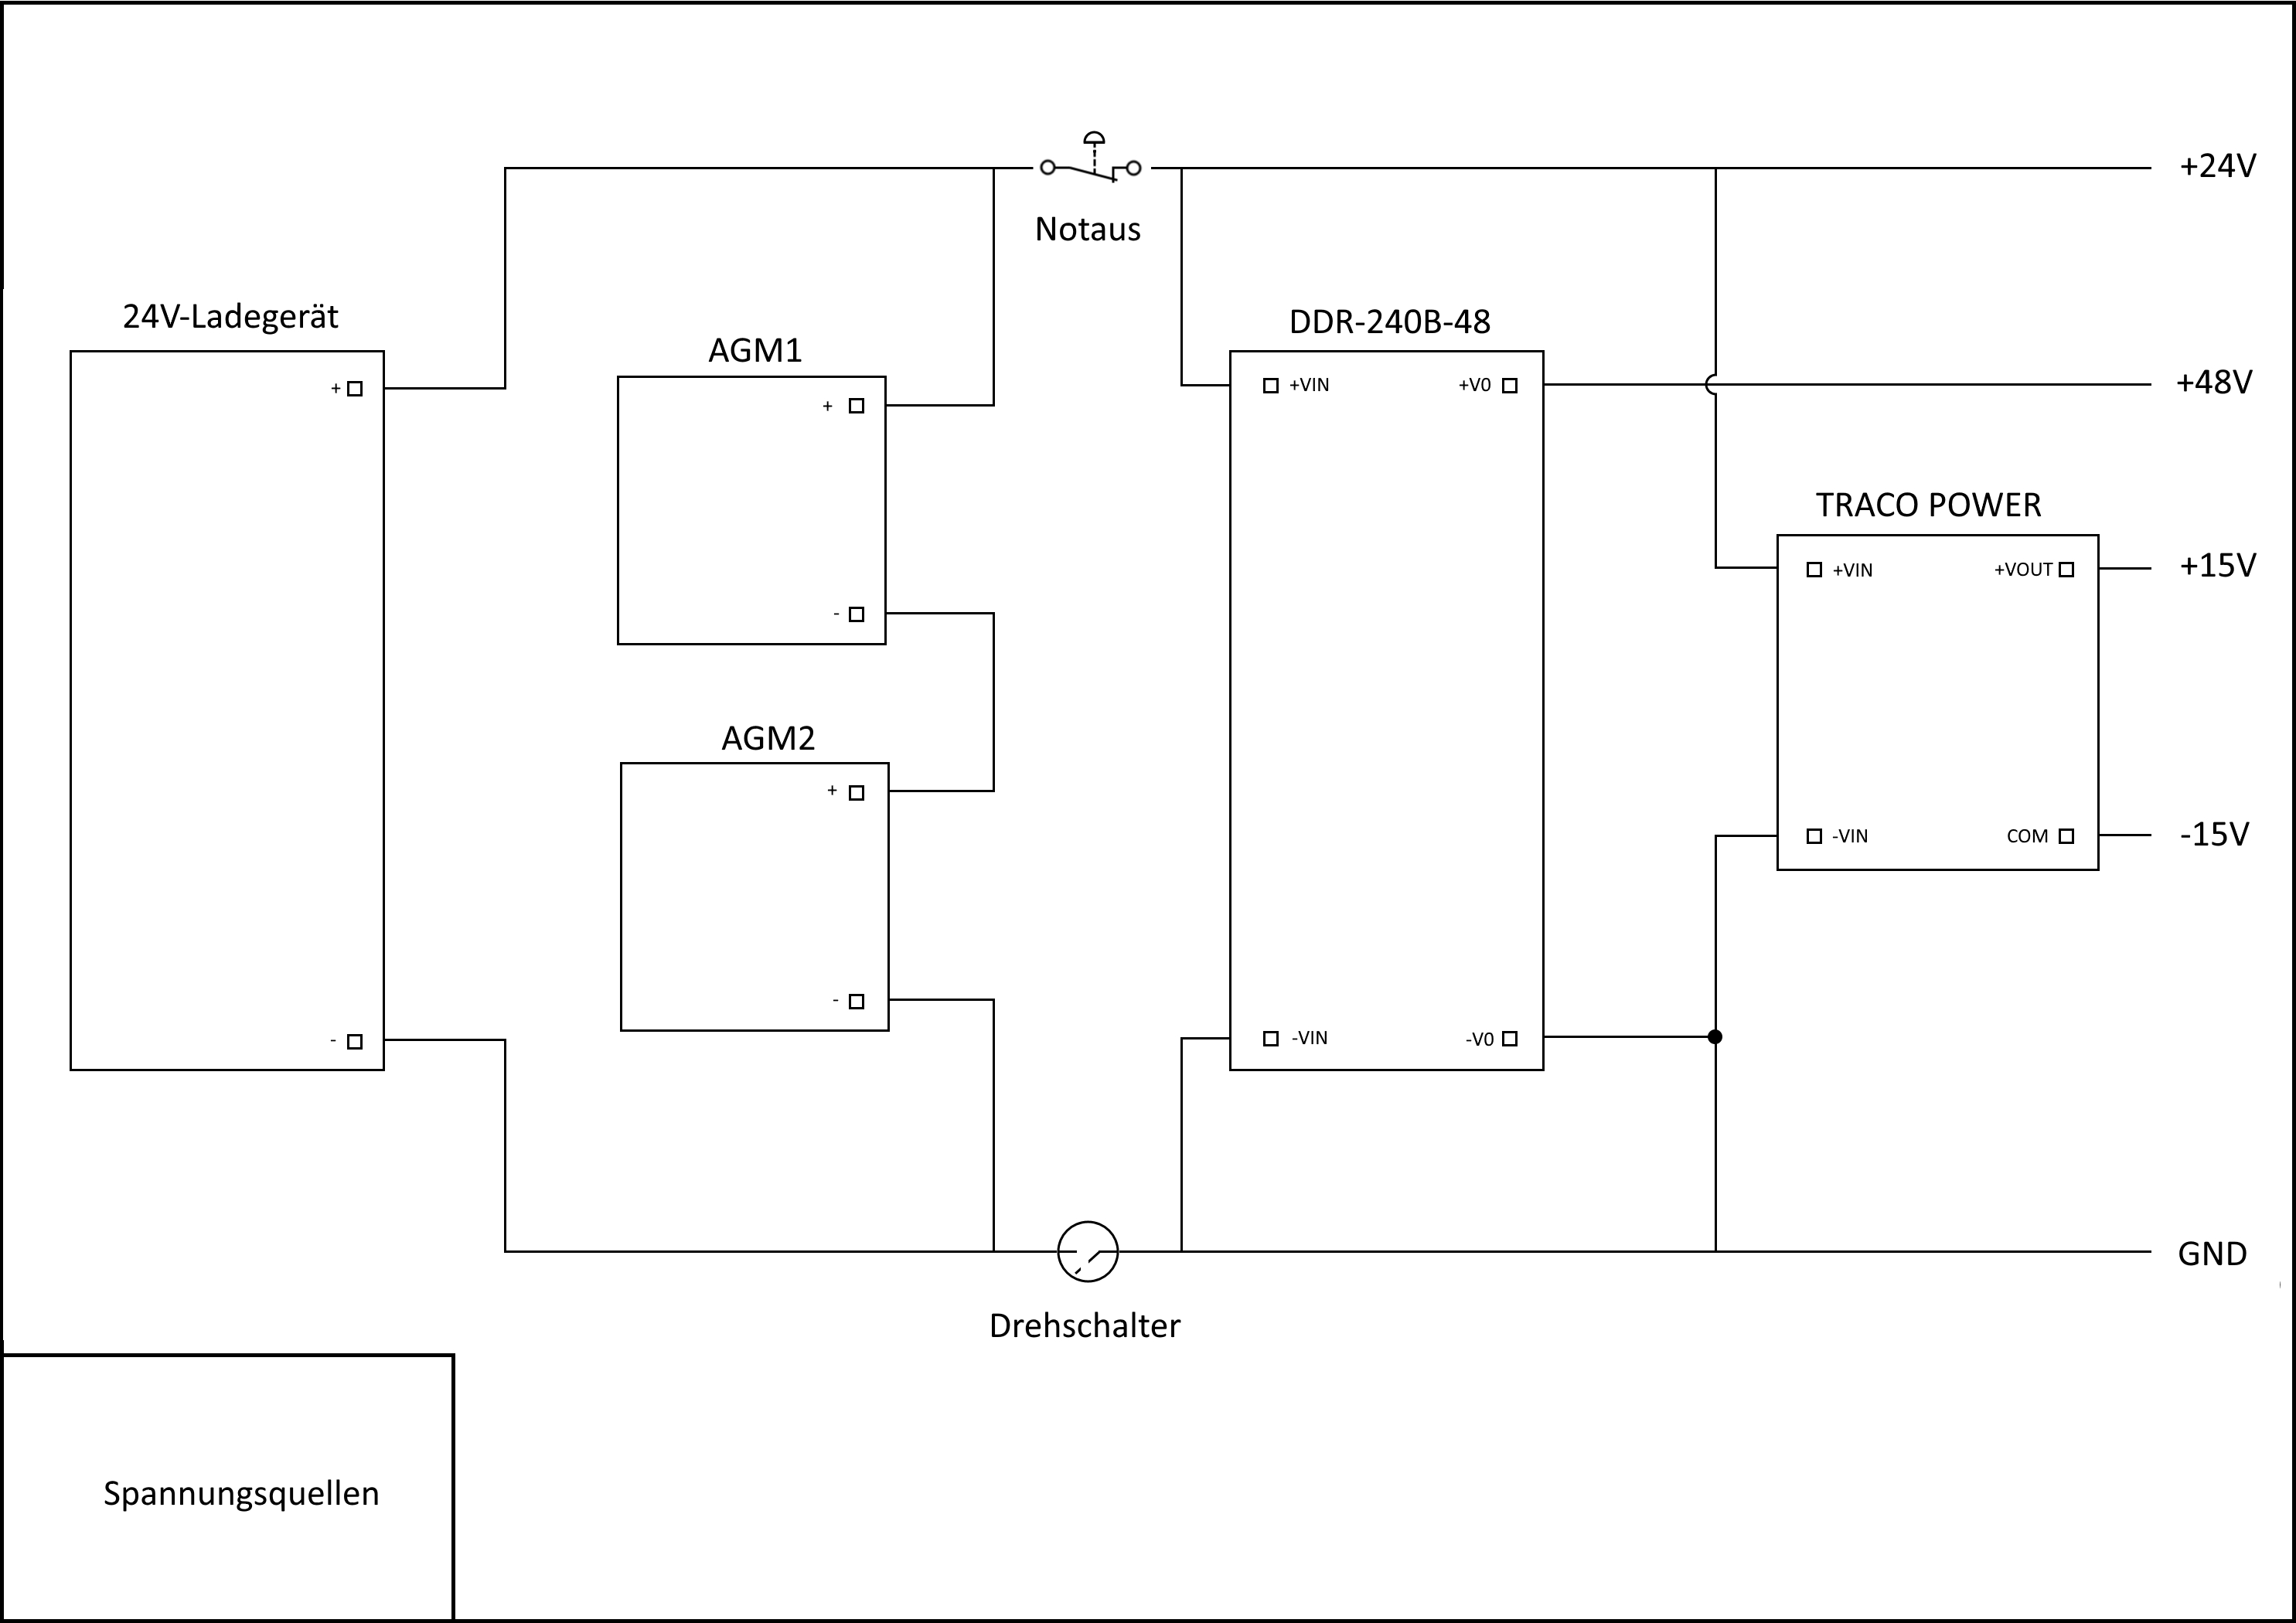 +24V
Notaus
24V-Ladegerät
DDR-240B-48
AGM1
+
+
+VIN
+V0
+48V
TRACO POWER
+VIN
+VOUT
+15V
-
AGM2
+
-VIN
COM
-15V
-
-
-VIN
-V0
GND
Drehschalter
Spannungsquellen